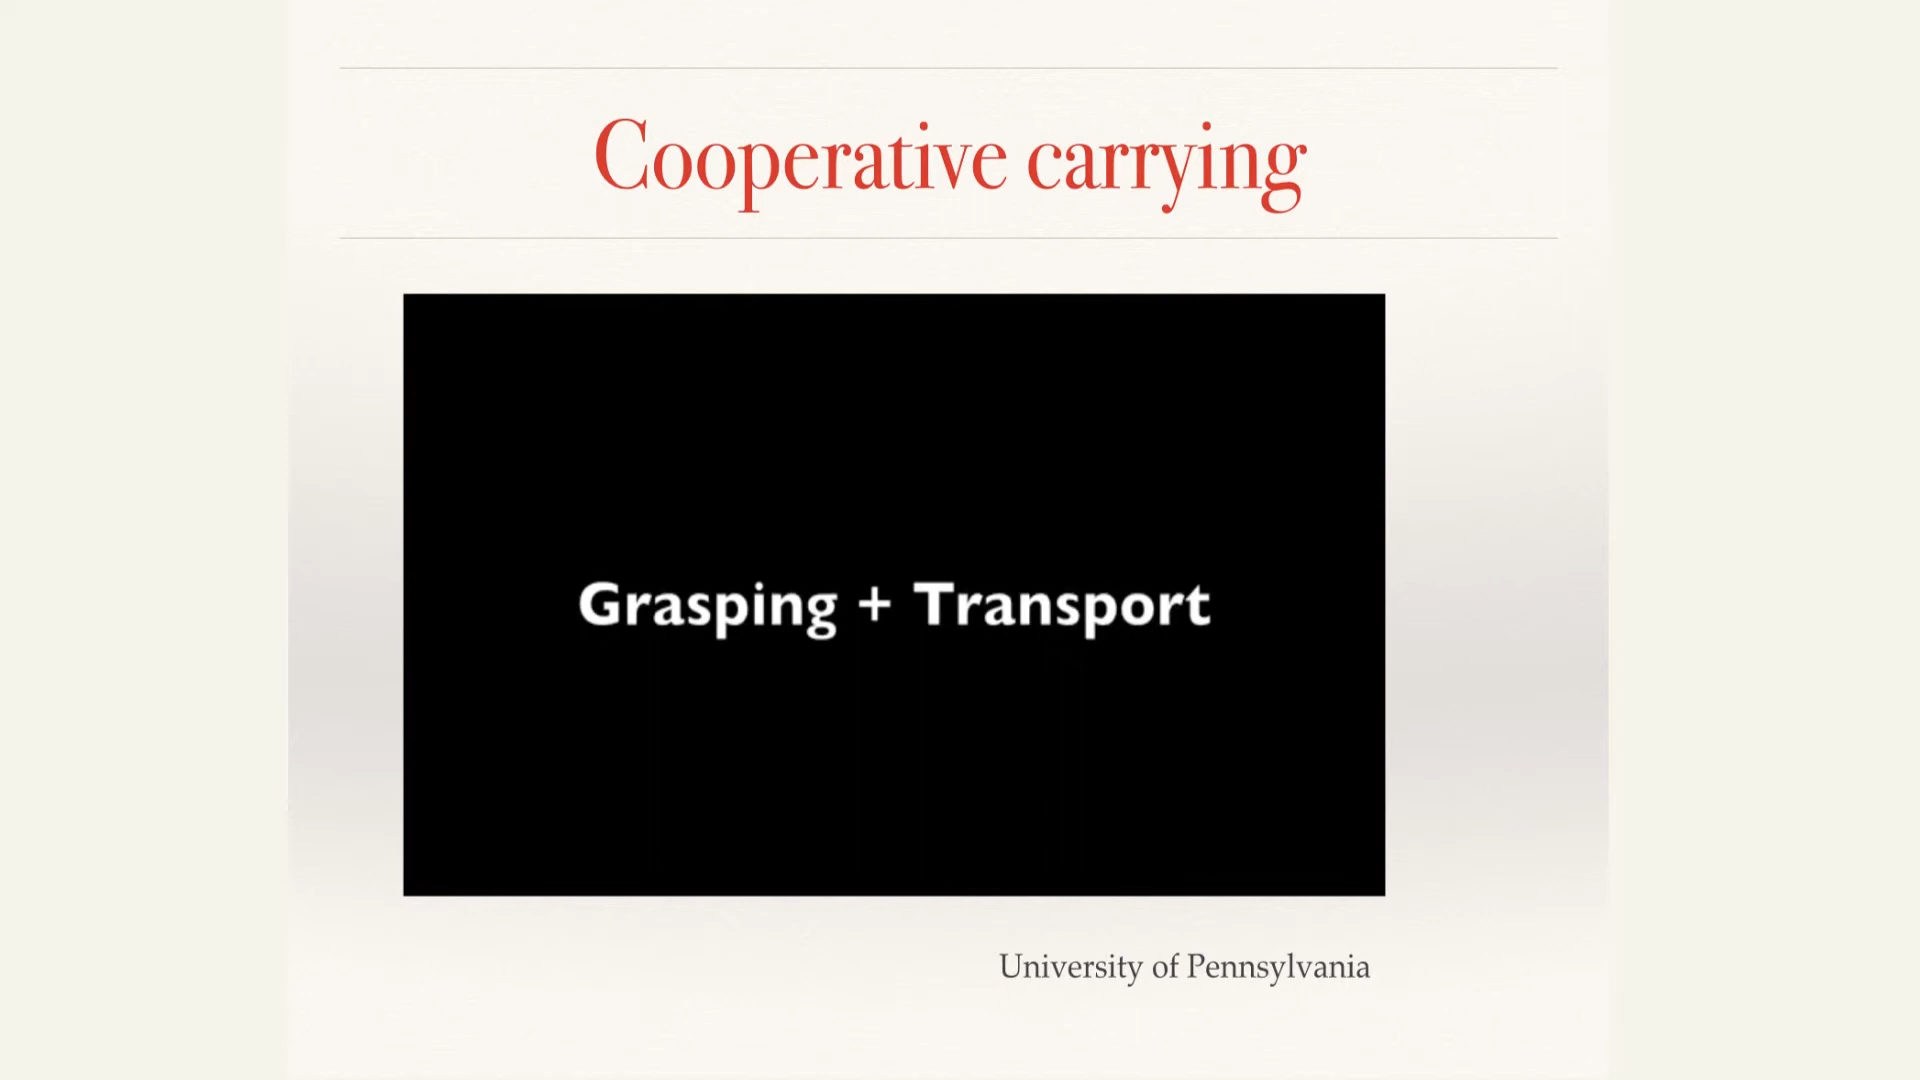 Cooperative carrying
Grasping + Transport
University of Pennsylvania